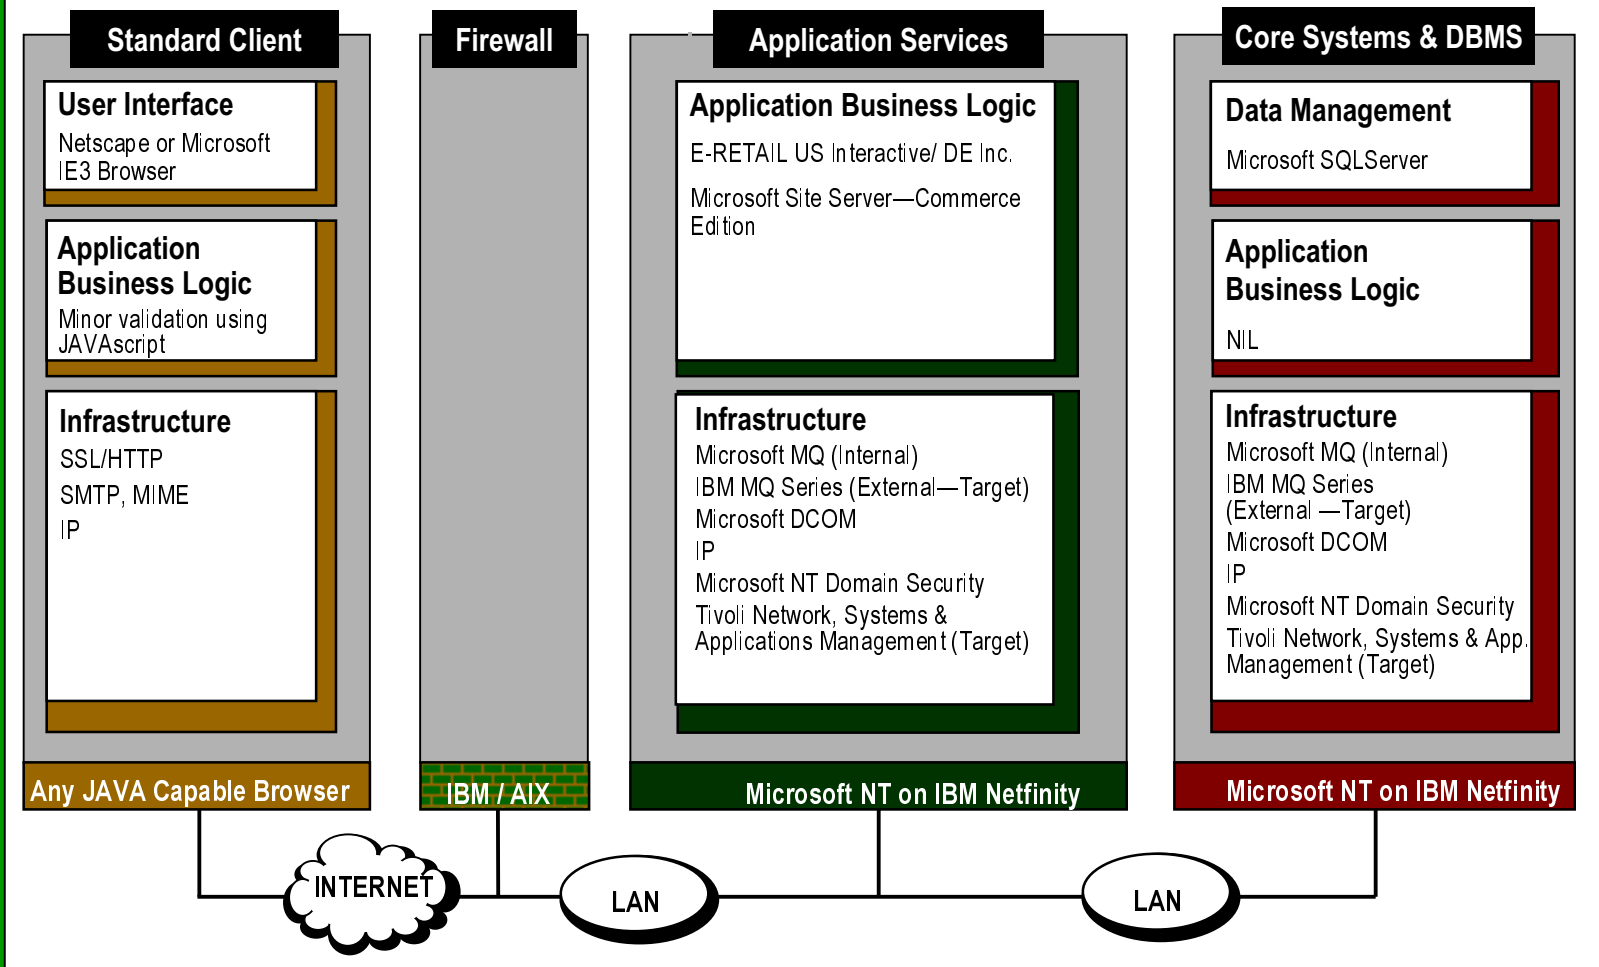 Standard Client
User Interface
Netscape or Microsoft
IE3 Browser
Application
Business Logic
Minor validation using
JAVAscript
Infrastructure
SSL/HTTP
SMTP, MIME
IP
Any JAVA Capable Browser
Firewall
IBM / AIX
Application Services
Application Business Logic
E-RETAIL US Interactive/ DE Inc.
Microsoft Site Server—Commerce
Edition
Infrastructure
Microsoft MQ (Internal)
IBM MQ Series (External—Target)
Microsoft DCOM
IP
Microsoft NT Domain Security
Tivoli Network, Systems &
Applications Management (Target)
Microsoft NT on IBM Netfinity
Core Systems & DBMS
Data Management
Microsoft SQLServer
Application
Business Logic
NIL
Infrastructure
Microsoft MQ (Internal)
IBM MQ Series
(External —Target)
Microsoft DCOM
IP
Microsoft NT Domain Security
Tivoli Network, Systems & App.
Management (Target)
Microsoft NT on IBM Netfinity
INTERNET
LAN
LAN